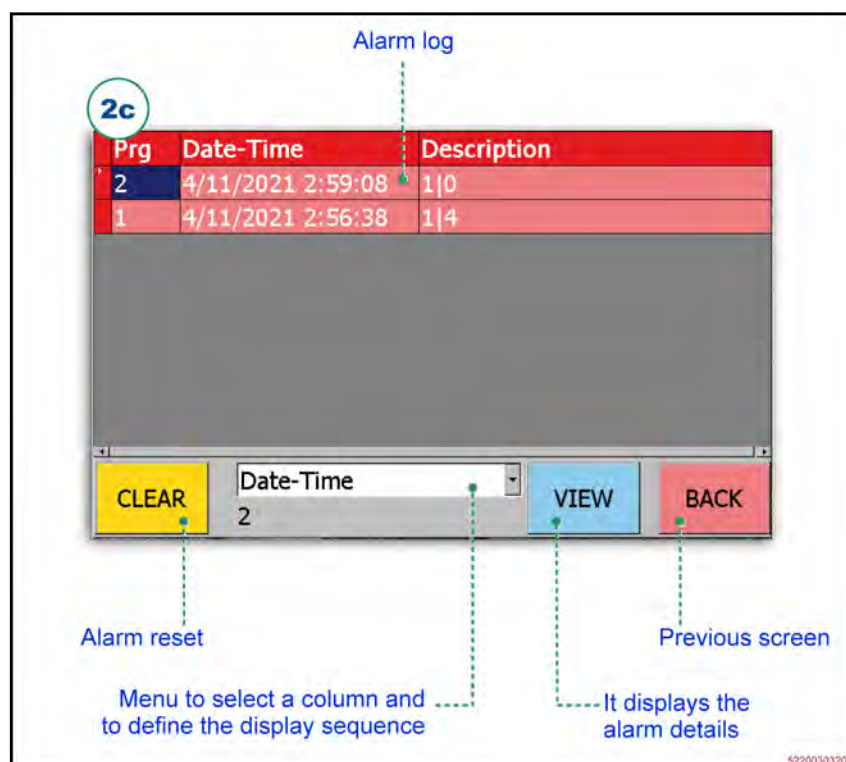 Alarm log
2c
Prg Date-Time Description
2 4/11/2021 2:59:08 1|0
1 4/11/2021 2:56:38 1|4
CLEAR
Date-Time
2
VIEW
BACK
Alarm reset
Previous screen
Menu to select a column and
to define the display sequence
It displays the
alarm details